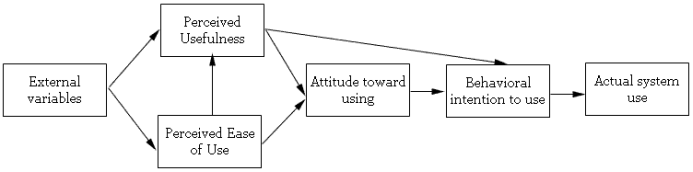 Perceived
Usefulness
External
variables
Perceived Ease
of Use
Attitude toward
using
Behavioral
intention to use
Actual system
use